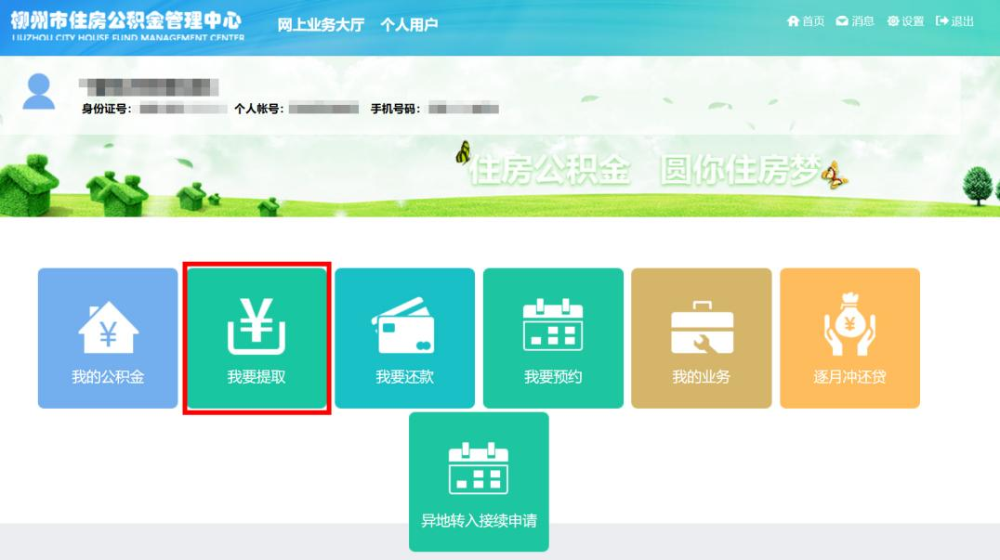 柳州市住房公积金管理中心
LIUZHOU CITY HOUSE FUND MANAGEMENT CENTER
网上业务大厅 个人用户
首页 消息 设置 退出
身份证号： 个人帐号： 手机号码：
住房公积金 圆你住房梦
我的公积金 我要提取 我要还款 我要预约 我的业务 逐月冲还贷
异地转入接续申请